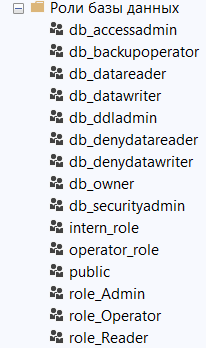 Роли базы данных
db_accessadmin
db_backupoperator
db_datareader
db_datawriter
db_ddladmin
db_denydatareader
db_denydatawriter
db_owner
db_securityadmin
intern_role
operator_role
public
role_Admin
role_Operator
role_Reader